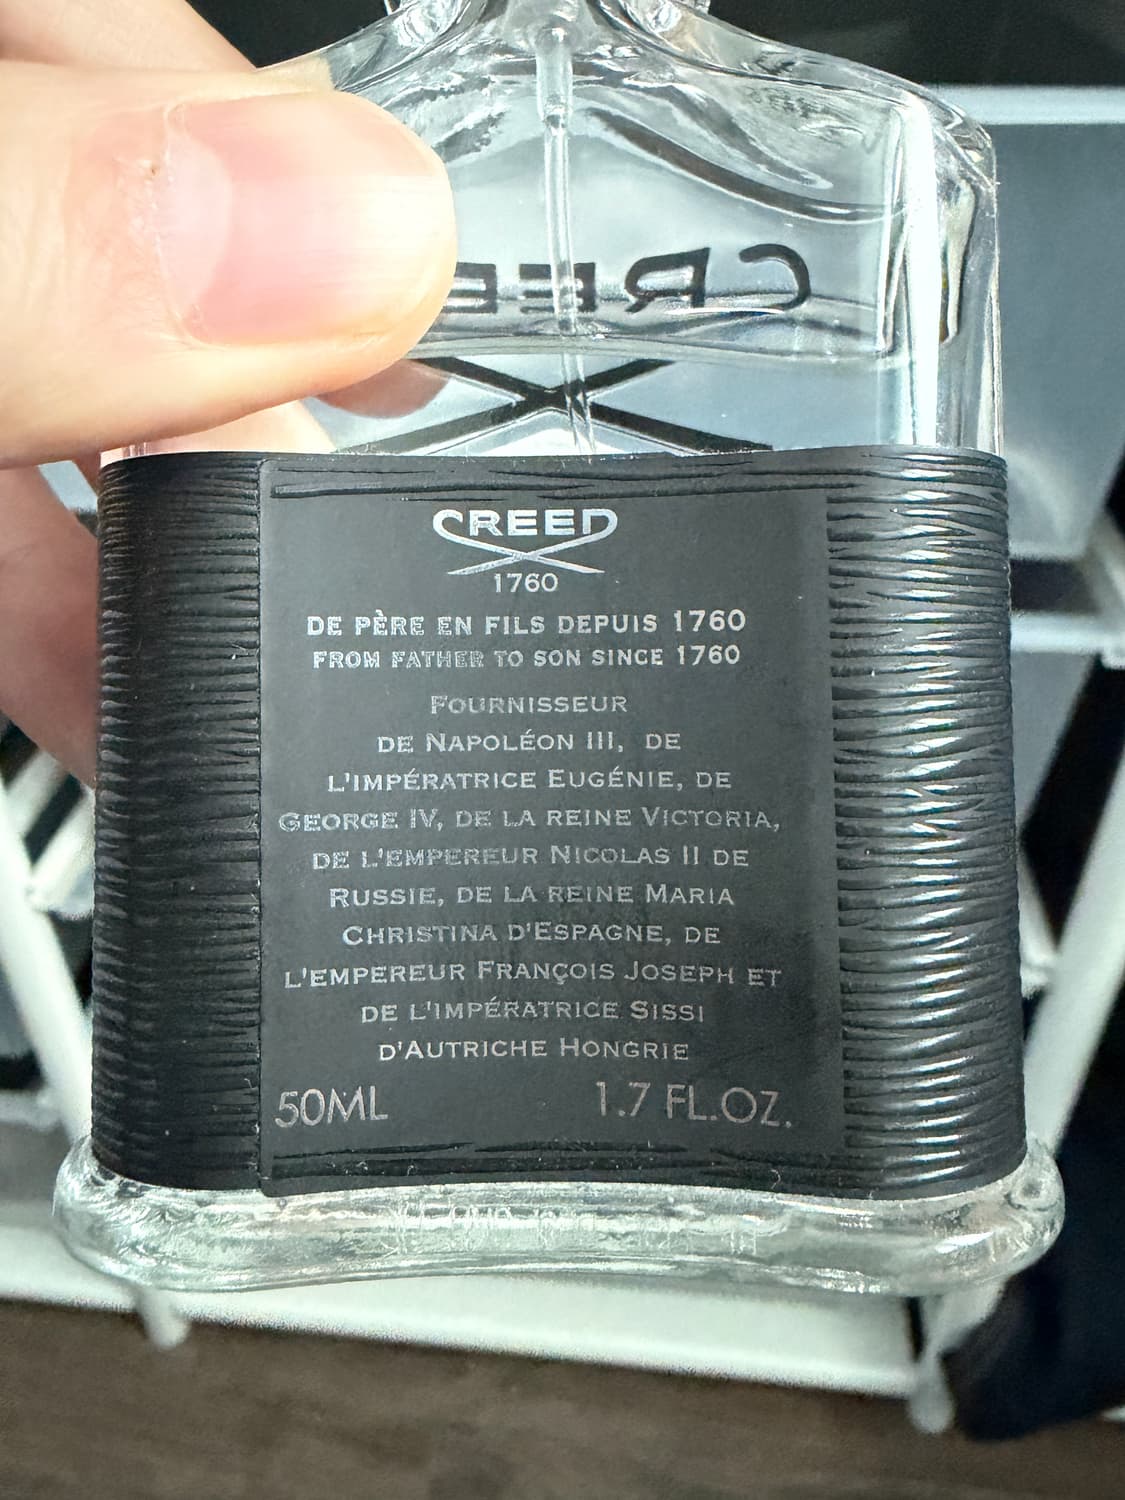 CREED
CREED
1760
DE PÈRE EN FILS DEPUIS 1760
FROM FATHER TO SON SINCE 1760
FOURNISSEUR
DE NAPOLÉON III, DE
L'IMPÉRATRICE EUGÉNIE, DE
GEORGE IV, DE LA REINE VICTORIA,
DE L'EMPEREUR NICOLAS II DE
RUSSIE, DE LA REINE MARIA
CHRISTINA D'ESPAGNE, DE
L'EMPEREUR FRANÇOIS JOSEPH ET
DE L'IMPÉRATRICE SISSI
D'AUTRICHE HONGRIE
50ML 1.7 FL.OZ.